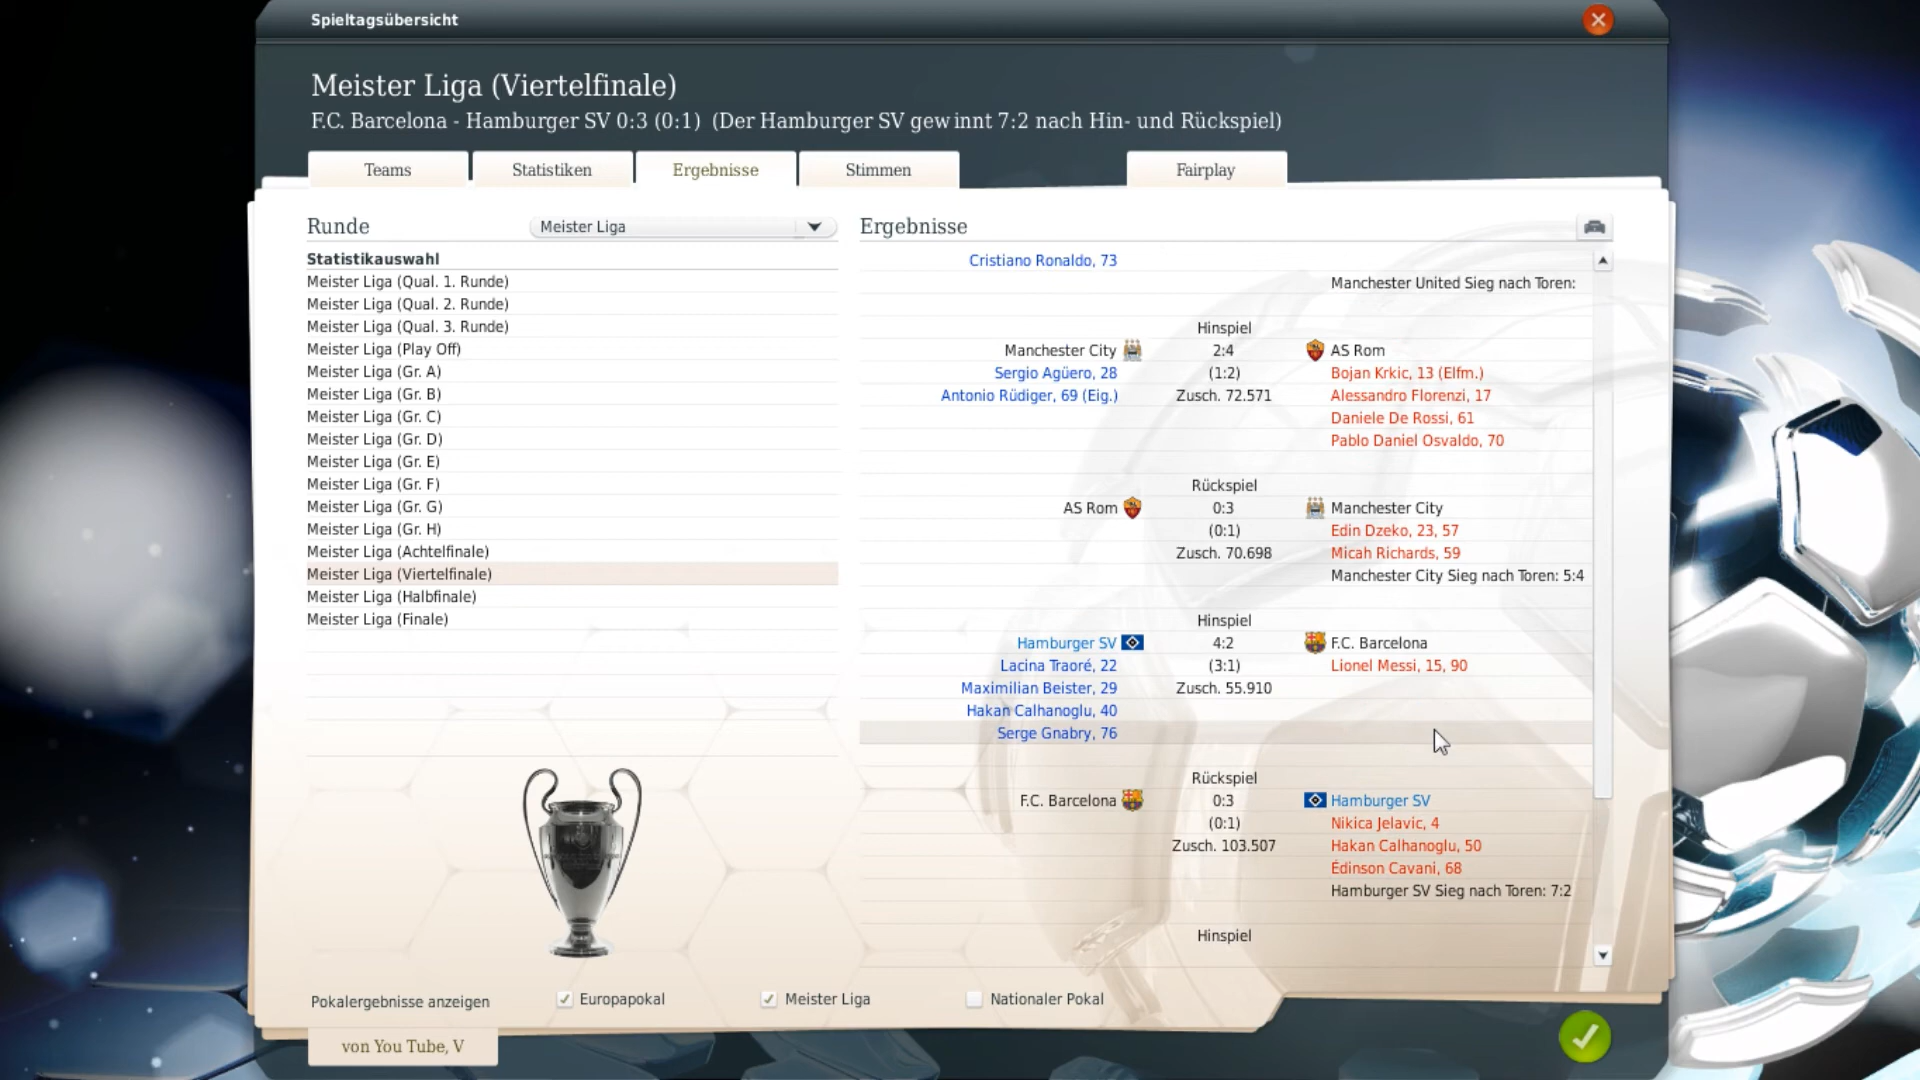 Spieltagsübersicht
Meister Liga (Viertelfinale)
F.C. Barcelona - Hamburger SV 0:3 (0:1) (Der Hamburger SV gewinnt 7:2 nach Hin- und Rückspiel)
Teams
Statistiken
Ergebnisse
Stimmen
Fairplay
Runde
Meister Liga
Statistikauswahl
Meister Liga (Qual. 1. Runde)
Meister Liga (Qual. 2. Runde)
Meister Liga (Qual. 3. Runde)
Meister Liga (Play Off)
Meister Liga (Gr. A)
Meister Liga (Gr. B)
Meister Liga (Gr. C)
Meister Liga (Gr. D)
Meister Liga (Gr. E)
Meister Liga (Gr. F)
Meister Liga (Gr. G)
Meister Liga (Gr. H)
Meister Liga (Achtelfinale)
Meister Liga (Viertelfinale)
Meister Liga (Halbfinale)
Meister Liga (Finale)
Ergebnisse
Cristiano Ronaldo, 73
Manchester United Sieg nach Toren:
Hinspiel
Manchester City 2:4 AS Rom
Sergio Agüero, 28 (1:2) Bojan Krkic, 13 (Elfm.)
Antonio Rüdiger, 69 (Eig.) Zusch. 72.571 Alessandro Florenzi, 17
Daniele De Rossi, 61
Pablo Daniel Osvaldo, 70
Rückspiel
AS Rom 0:3 Manchester City
(0:1) Edin Dzeko, 23, 57
Zusch. 70.698 Micah Richards, 59
Manchester City Sieg nach Toren: 5:4
Hinspiel
Hamburger SV 4:2 F.C. Barcelona
Lacina Traoré, 22 (3:1) Lionel Messi, 15, 90
Maximilian Beister, 29 Zusch. 55.910
Hakan Calhanoglu, 40
Serge Gnabry, 76
Rückspiel
F.C. Barcelona 0:3 Hamburger SV
(0:1) Nikica Jelavic, 4
Zusch. 103.507 Hakan Calhanoglu, 50
Édinson Cavani, 68
Hamburger SV Sieg nach Toren: 7:2
Hinspiel
Pokalergebnisse anzeigen
Europapokal
Meister Liga
Nationaler Pokal
von You Tube, V